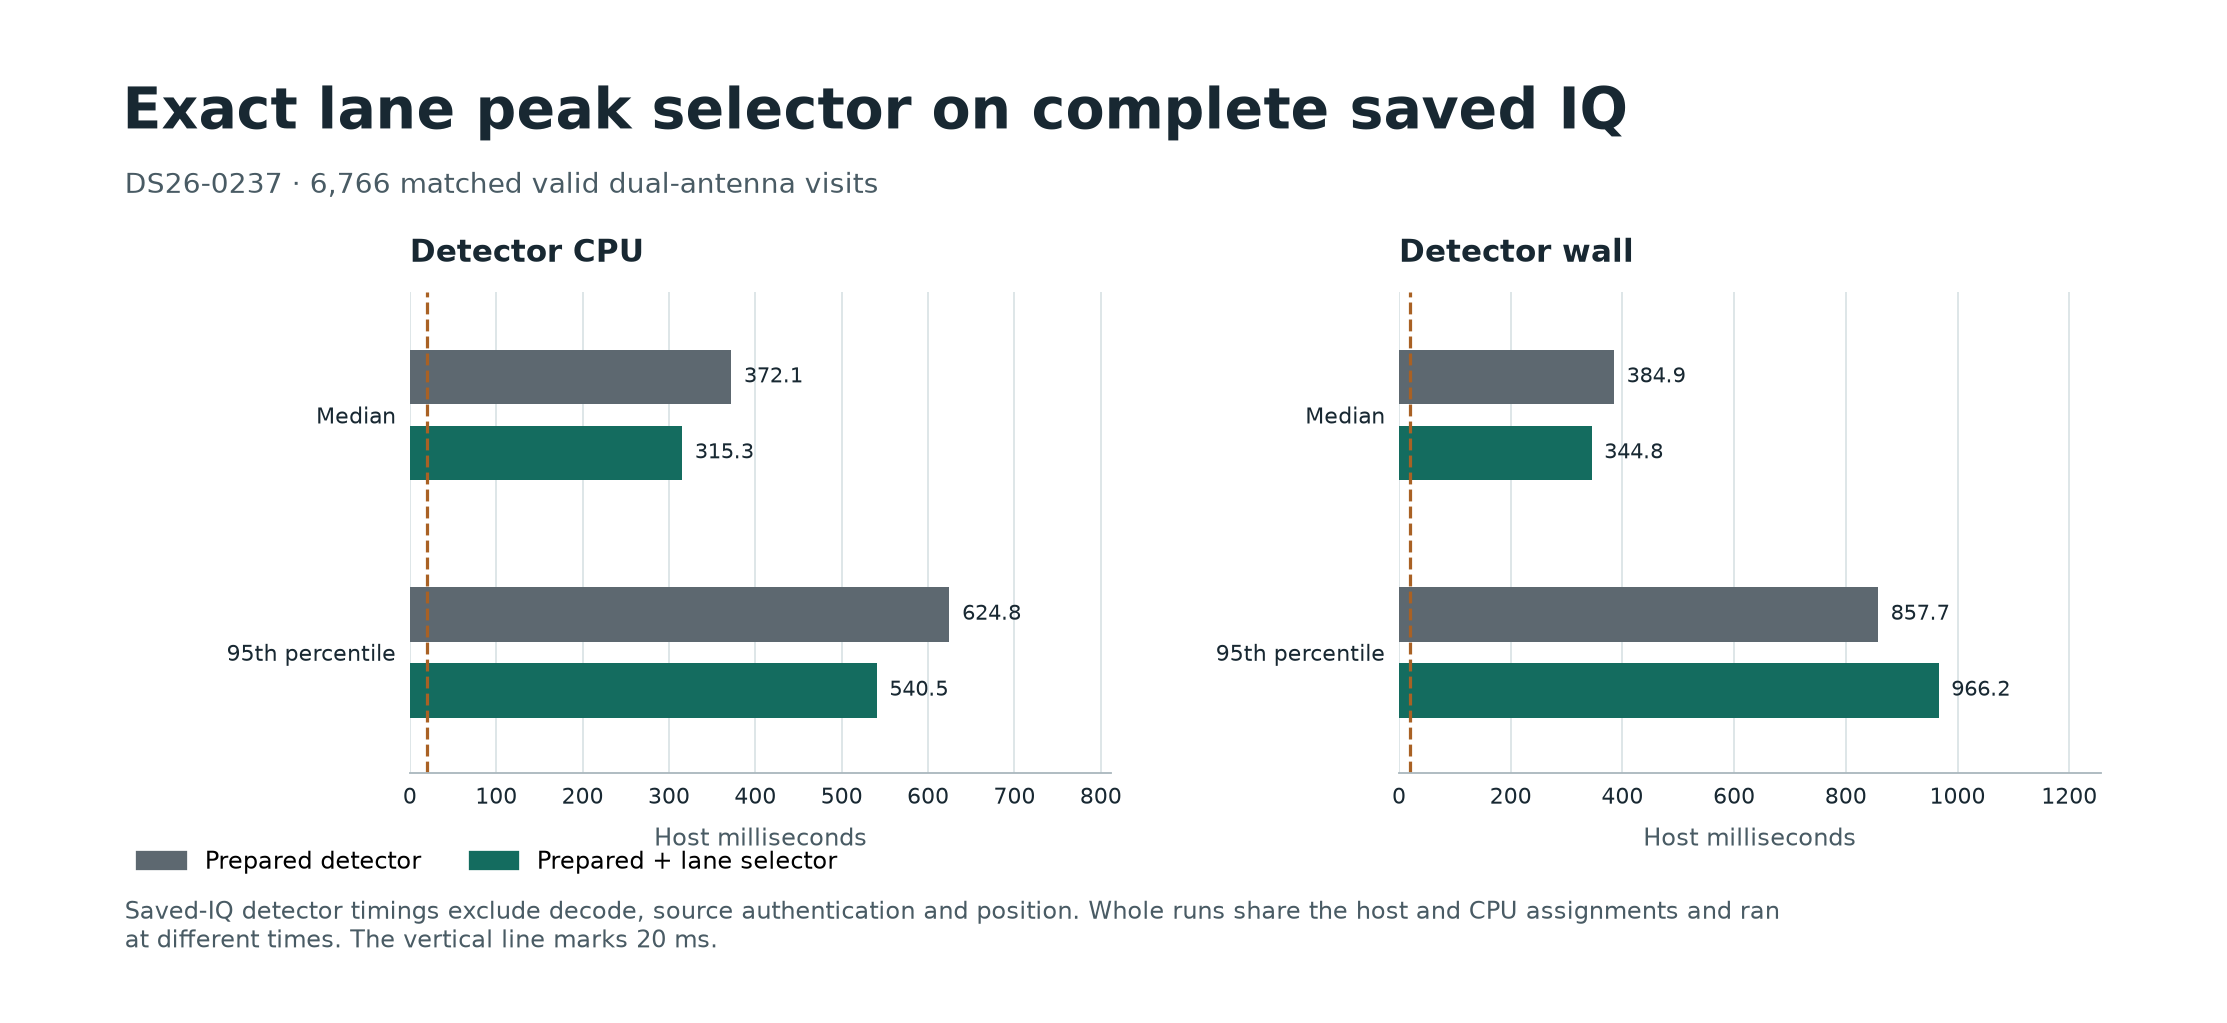 Exact lane peak selector on complete saved IQ
DS26-0237 · 6,766 matched valid dual-antenna visits
Detector CPU
372.1
Median
315.3
624.8
95th percentile
540.5
0 100 200 300 400 500 600 700 800
Host milliseconds
Detector wall
384.9
Median
344.8
857.7
95th percentile
966.2
0 200 400 600 800 1000 1200
Host milliseconds
Prepared detector
Prepared + lane selector
Saved-IQ detector timings exclude decode, source authentication and position. Whole runs share the host and CPU assignments and ran
at different times. The vertical line marks 20 ms.